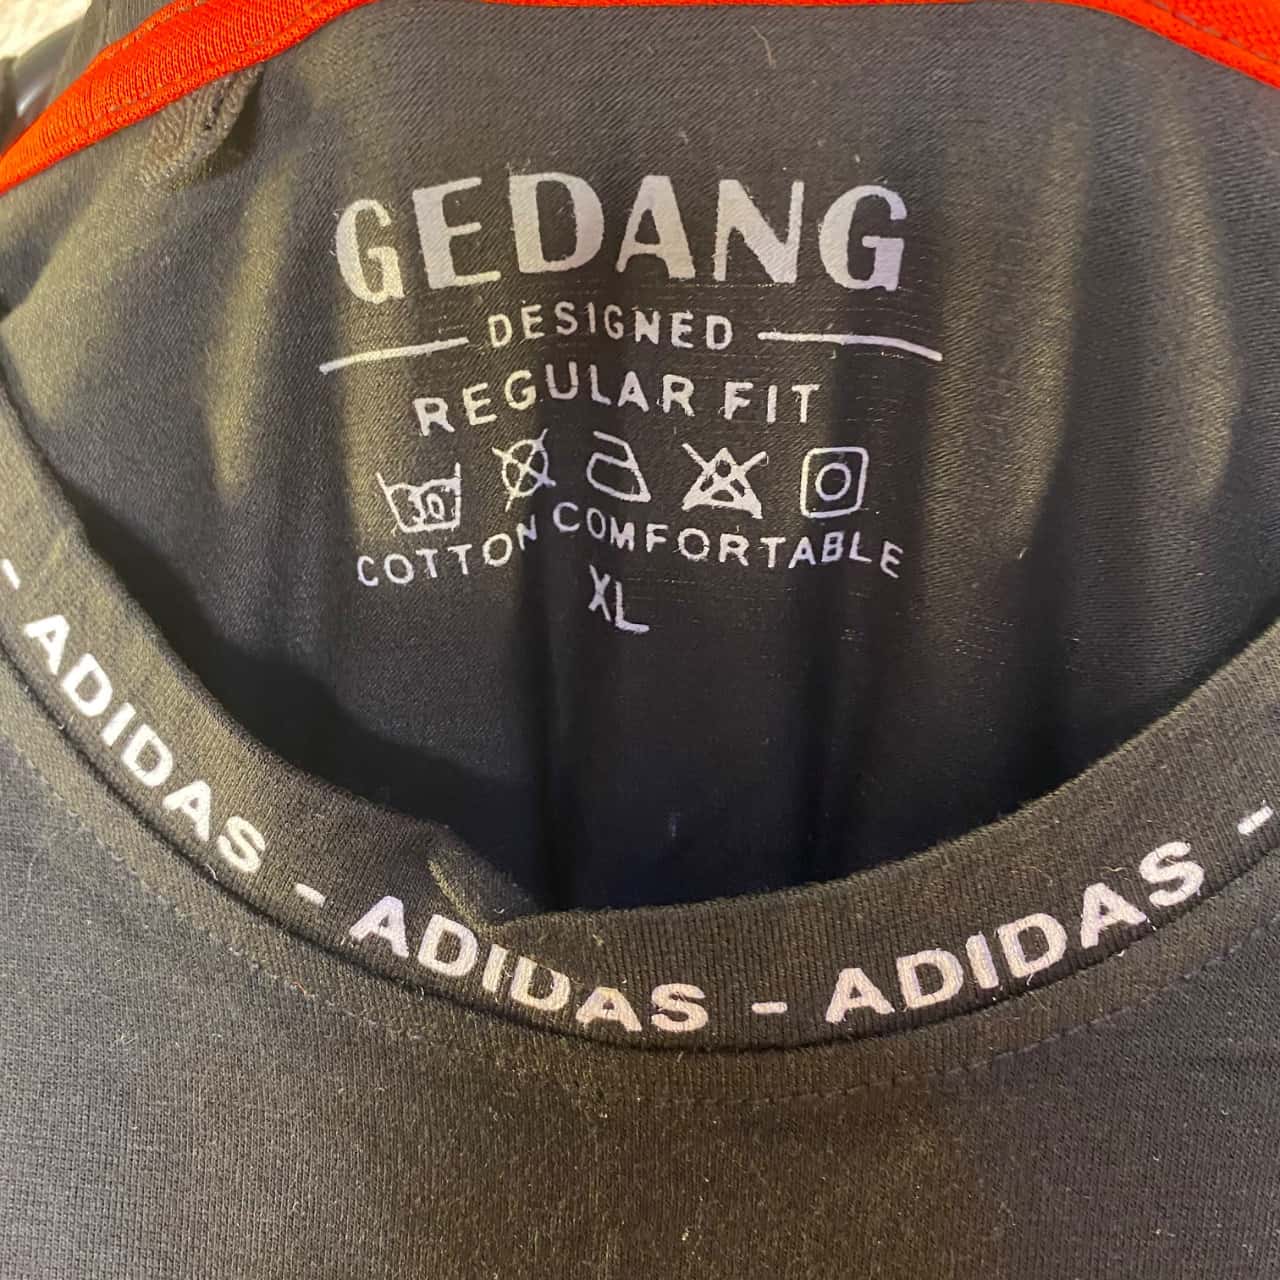 GEDANG
DESIGNED
REGULAR FIT
30
COTTON COMFORTABLE
XL
- ADIDAS - ADIDAS - ADIDAS -